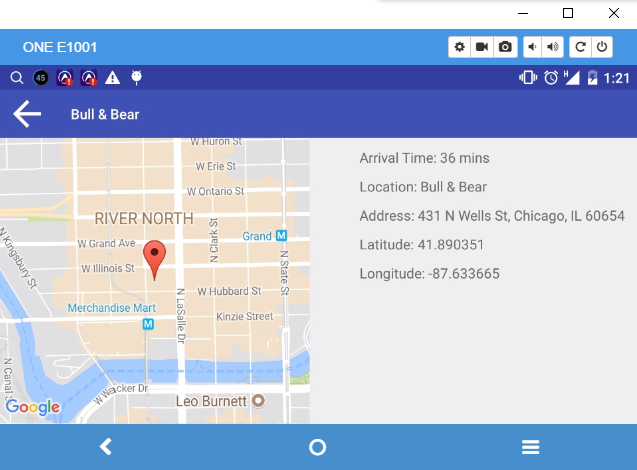 ONE E1001
45
H
1:21
Bull & Bear
W Huron St
W Erie St
W Ontario St
RIVER NORTH
N Clark St
W Grand Ave
Grand M
N Kingsbury St
W Illinois St
N State St
W Hubbard St
N LaSalle Dr
Merchandise Mart
M
Kinzie Street
N Canal S
W Wacker Dr
Leo Burnett
Google
Arrival Time: 36 mins
Location: Bull & Bear
Address: 431 N Wells St, Chicago, IL 60654
Latitude: 41.890351
Longitude: -87.633665